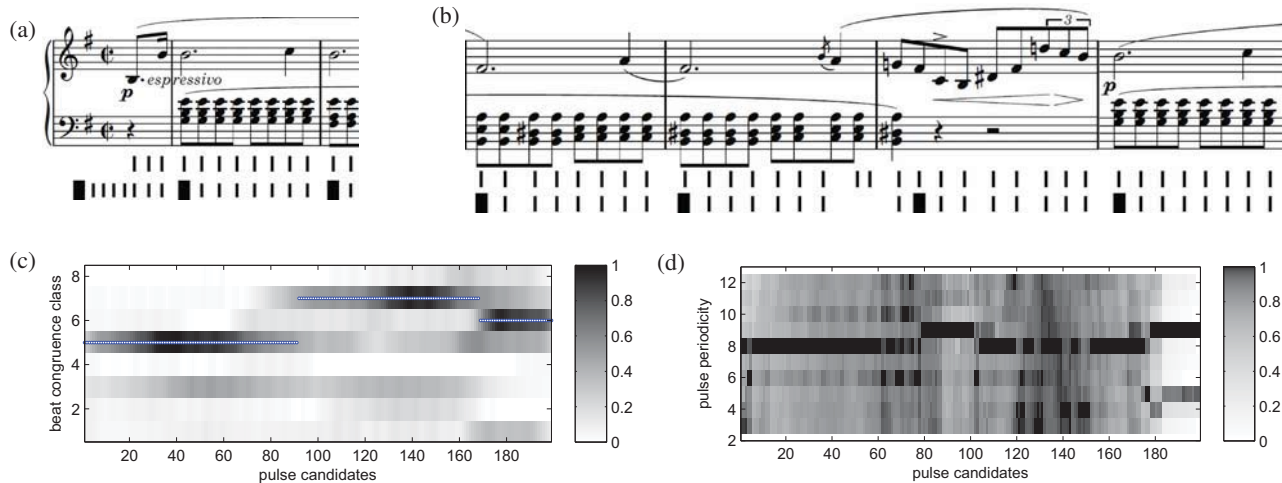 (a)
espressivo
p
(b)
3
p
(c)
8
6
4
2
beat congruence class
20 40 60 80 100 120 140 160 180
pulse candidates
1
0.8
0.6
0.4
0.2
0
(d)
12
10
8
6
4
2
pulse periodicity
20 40 60 80 100 120 140 160 180
pulse candidates
1
0.8
0.6
0.4
0.2
0